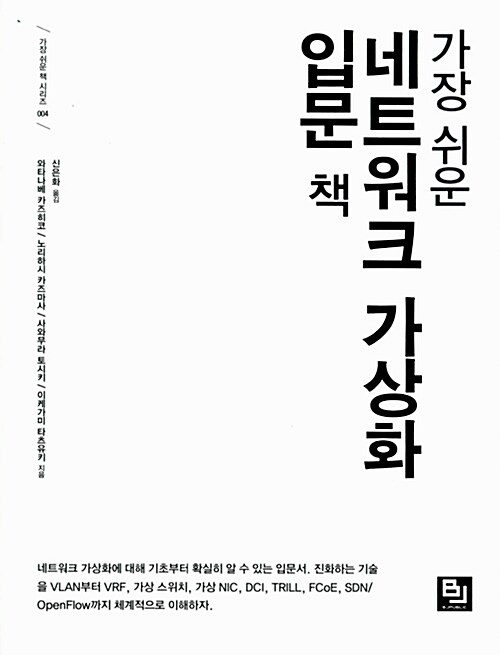 가장 쉬운
네트워크 가상화
입문 책
/ 가장 쉬운 책 시리즈 004 /
신은화 옮김
와타나베 카즈히코 / 노리하시 카즈마사 / 사와무라 토시키 / 이케가미 타츠유키 지음
네트워크 가상화에 대해 기초부터 확실히 알 수 있는 입문서. 진화하는 기술
을 VLAN부터 VRF, 가상 스위치, 가상 NIC, DCI, TRILL, FCoE, SDN/
OpenFlow까지 체계적으로 이해하자.
BJ